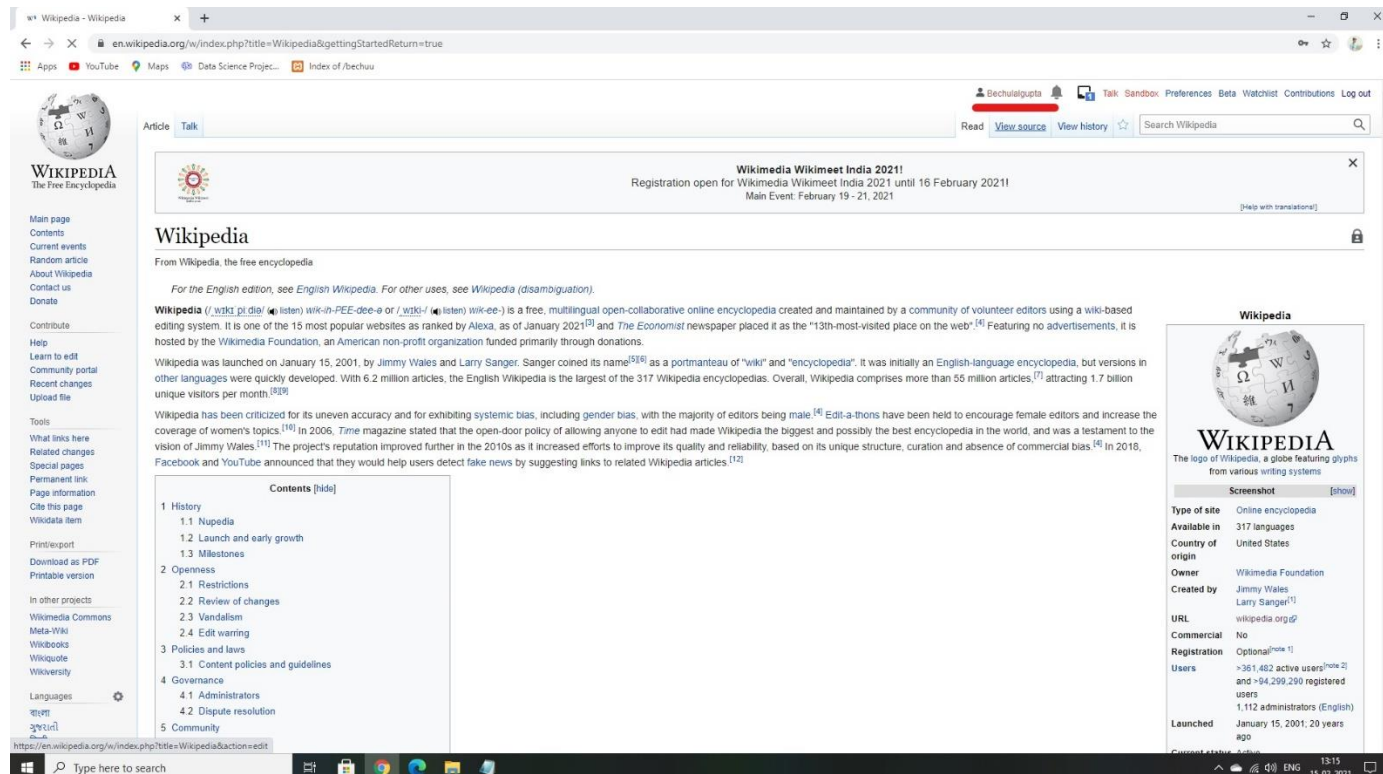 Wikipedia - Wikipedia
en.wikipedia.org/w/index.php?title=Wikipedia&gettingStartedReturn=true
Apps YouTube Maps Data Science Projec... Index of /bechuu
Bechulalgupta 1 Talk Sandbox Preferences Beta Watchlist Contributions Log out
Article Talk Read View source View history Search Wikipedia
WIKIPEDIA
The Free Encyclopedia
Main page
Contents
Current events
Random article
About Wikipedia
Contact us
Donate
Contribute
Help
Learn to edit
Community portal
Recent changes
Upload file
Tools
What links here
Related changes
Special pages
Permanent link
Page information
Cite this page
Wikidata item
Print/export
Download as PDF
Printable version
In other projects
Wikimedia Commons
Meta-Wiki
Wikibooks
Wikiquote
Wikiversity
Languages
বাংলা
ગુજરાતી
Wikimedia Wikimeet India 2021!
Registration open for Wikimedia Wikimeet India 2021 until 16 February 2021!
Main Event: February 19 - 21, 2021
[Help with translations!]
Wikipedia
From Wikipedia, the free encyclopedia
For the English edition, see English Wikipedia. For other uses, see Wikipedia (disambiguation).
Wikipedia (/ˌwɪkɪˈpiːdiə/ (listen) wik-ih-PEE-dee-ə or /ˌwɪki-/ (listen) wik-ee-) is a free, multilingual open-collaborative online encyclopedia created and maintained by a community of volunteer editors using a wiki-based
editing system. It is one of the 15 most popular websites as ranked by Alexa, as of January 2021[3] and The Economist newspaper placed it as the "13th-most-visited place on the web".[4] Featuring no advertisements, it is
hosted by the Wikimedia Foundation, an American non-profit organization funded primarily through donations.
Wikipedia was launched on January 15, 2001, by Jimmy Wales and Larry Sanger. Sanger coined its name[5][6] as a portmanteau of "wiki" and "encyclopedia". It was initially an English-language encyclopedia, but versions in
other languages were quickly developed. With 6.2 million articles, the English Wikipedia is the largest of the 317 Wikipedia encyclopedias. Overall, Wikipedia comprises more than 55 million articles,[7] attracting 1.7 billion
unique visitors per month.[8][9]
Wikipedia has been criticized for its uneven accuracy and for exhibiting systemic bias, including gender bias, with the majority of editors being male.[4] Edit-a-thons have been held to encourage female editors and increase the
coverage of women's topics.[10] In 2006, Time magazine stated that the open-door policy of allowing anyone to edit had made Wikipedia the biggest and possibly the best encyclopedia in the world, and was a testament to the
vision of Jimmy Wales.[11] The project's reputation improved further in the 2010s as it increased efforts to improve its quality and reliability, based on its unique structure, curation and absence of commercial bias.[4] In 2018,
Facebook and YouTube announced that they would help users detect fake news by suggesting links to related Wikipedia articles.[12]
Contents [hide]
1 History
1.1 Nupedia
1.2 Launch and early growth
1.3 Milestones
2 Openness
2.1 Restrictions
2.2 Review of changes
2.3 Vandalism
2.4 Edit warring
3 Policies and laws
3.1 Content policies and guidelines
4 Governance
4.1 Administrators
4.2 Dispute resolution
5 Community
Wikipedia
WIKIPEDIA
The logo of Wikipedia, a globe featuring glyphs
from various writing systems
Screenshot [show]
Type of site Online encyclopedia
Available in 317 languages
Country of origin United States
Owner Wikimedia Foundation
Created by Jimmy Wales
Larry Sanger[1]
URL wikipedia.org
Commercial No
Registration Optional[note 1]
Users >361,482 active users[note 2]
and >94,299,290 registered
users
1,112 administrators (English)
Launched January 15, 2001; 20 years
ago
Current status Active
https://en.wikipedia.org/w/index.php?title=Wikipedia&action=edit
Type here to search ENG 13:15
15-02-2021